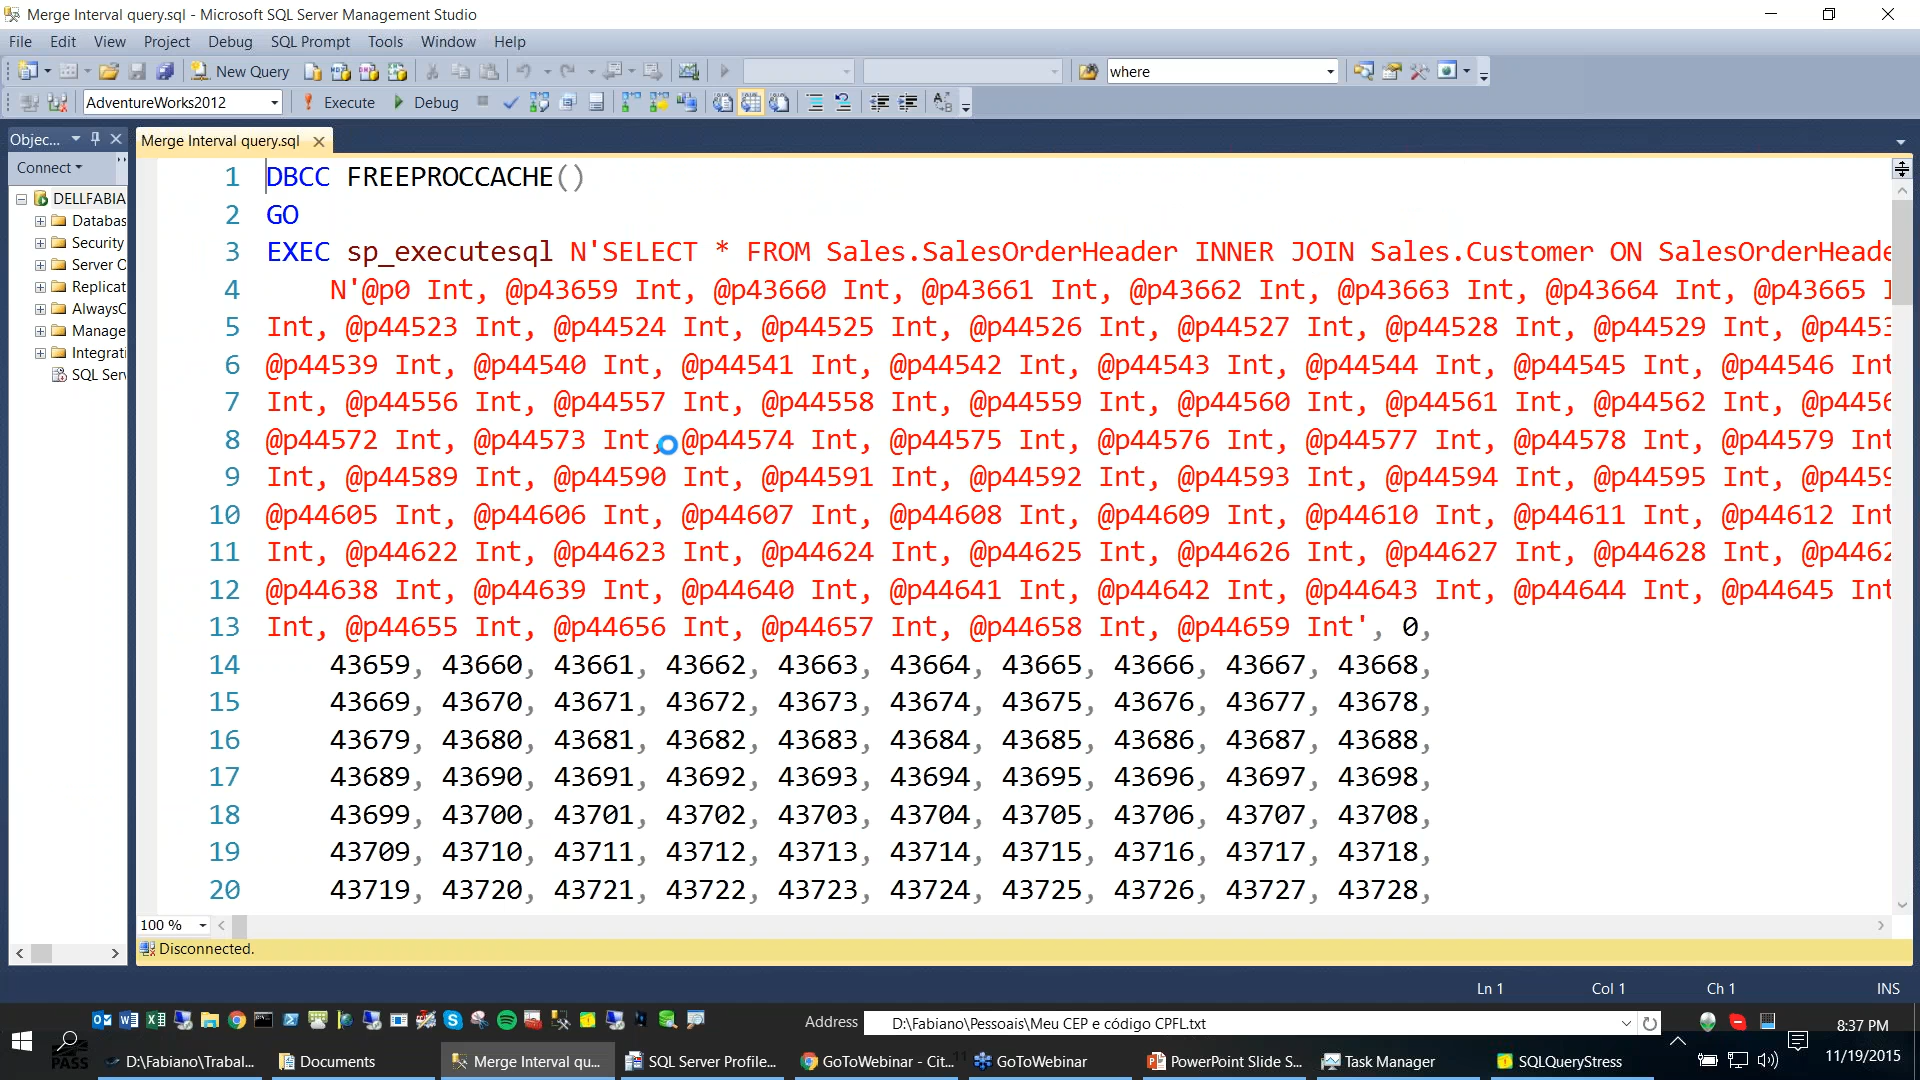 Merge Interval query.sql - Microsoft SQL Server Management Studio
File Edit View Project Debug SQL Prompt Tools Window Help
New Query where
AdventureWorks2012 Execute Debug
Objec... Merge Interval query.sql
Connect
DELLFABIA
Databas
Security
Server O
Replicat
AlwaysC
Manage
Integrati
SQL Serv
1 DBCC FREEPROCCACHE()
2 GO
3 EXEC sp_executesql N'SELECT * FROM Sales.SalesOrderHeader INNER JOIN Sales.Customer ON SalesOrderHeade
4 N'@p0 Int, @p43659 Int, @p43660 Int, @p43661 Int, @p43662 Int, @p43663 Int, @p43664 Int, @p43665 I
5 Int, @p44523 Int, @p44524 Int, @p44525 Int, @p44526 Int, @p44527 Int, @p44528 Int, @p44529 Int, @p4453
6 @p44539 Int, @p44540 Int, @p44541 Int, @p44542 Int, @p44543 Int, @p44544 Int, @p44545 Int, @p44546 Int
7 Int, @p44556 Int, @p44557 Int, @p44558 Int, @p44559 Int, @p44560 Int, @p44561 Int, @p44562 Int, @p4456
8 @p44572 Int, @p44573 Int, @p44574 Int, @p44575 Int, @p44576 Int, @p44577 Int, @p44578 Int, @p44579 Int
9 Int, @p44589 Int, @p44590 Int, @p44591 Int, @p44592 Int, @p44593 Int, @p44594 Int, @p44595 Int, @p4459
10 @p44605 Int, @p44606 Int, @p44607 Int, @p44608 Int, @p44609 Int, @p44610 Int, @p44611 Int, @p44612 Int
11 Int, @p44622 Int, @p44623 Int, @p44624 Int, @p44625 Int, @p44626 Int, @p44627 Int, @p44628 Int, @p4462
12 @p44638 Int, @p44639 Int, @p44640 Int, @p44641 Int, @p44642 Int, @p44643 Int, @p44644 Int, @p44645 Int
13 Int, @p44655 Int, @p44656 Int, @p44657 Int, @p44658 Int, @p44659 Int', 0,
14 43659, 43660, 43661, 43662, 43663, 43664, 43665, 43666, 43667, 43668,
15 43669, 43670, 43671, 43672, 43673, 43674, 43675, 43676, 43677, 43678,
16 43679, 43680, 43681, 43682, 43683, 43684, 43685, 43686, 43687, 43688,
17 43689, 43690, 43691, 43692, 43693, 43694, 43695, 43696, 43697, 43698,
18 43699, 43700, 43701, 43702, 43703, 43704, 43705, 43706, 43707, 43708,
19 43709, 43710, 43711, 43712, 43713, 43714, 43715, 43716, 43717, 43718,
20 43719, 43720, 43721, 43722, 43723, 43724, 43725, 43726, 43727, 43728,
100 %
Disconnected.
Ln 1 Col 1 Ch 1 INS
Address D:\Fabiano\Pessoais\Meu CEP e código CPFL.txt
8:37 PM
PASS
D:\Fabiano\Trabal... Documents Merge Interval qu... SQL Server Profile... GoToWebinar - Cit... GoToWebinar PowerPoint Slide S... Task Manager SQLQueryStress
11/19/2015